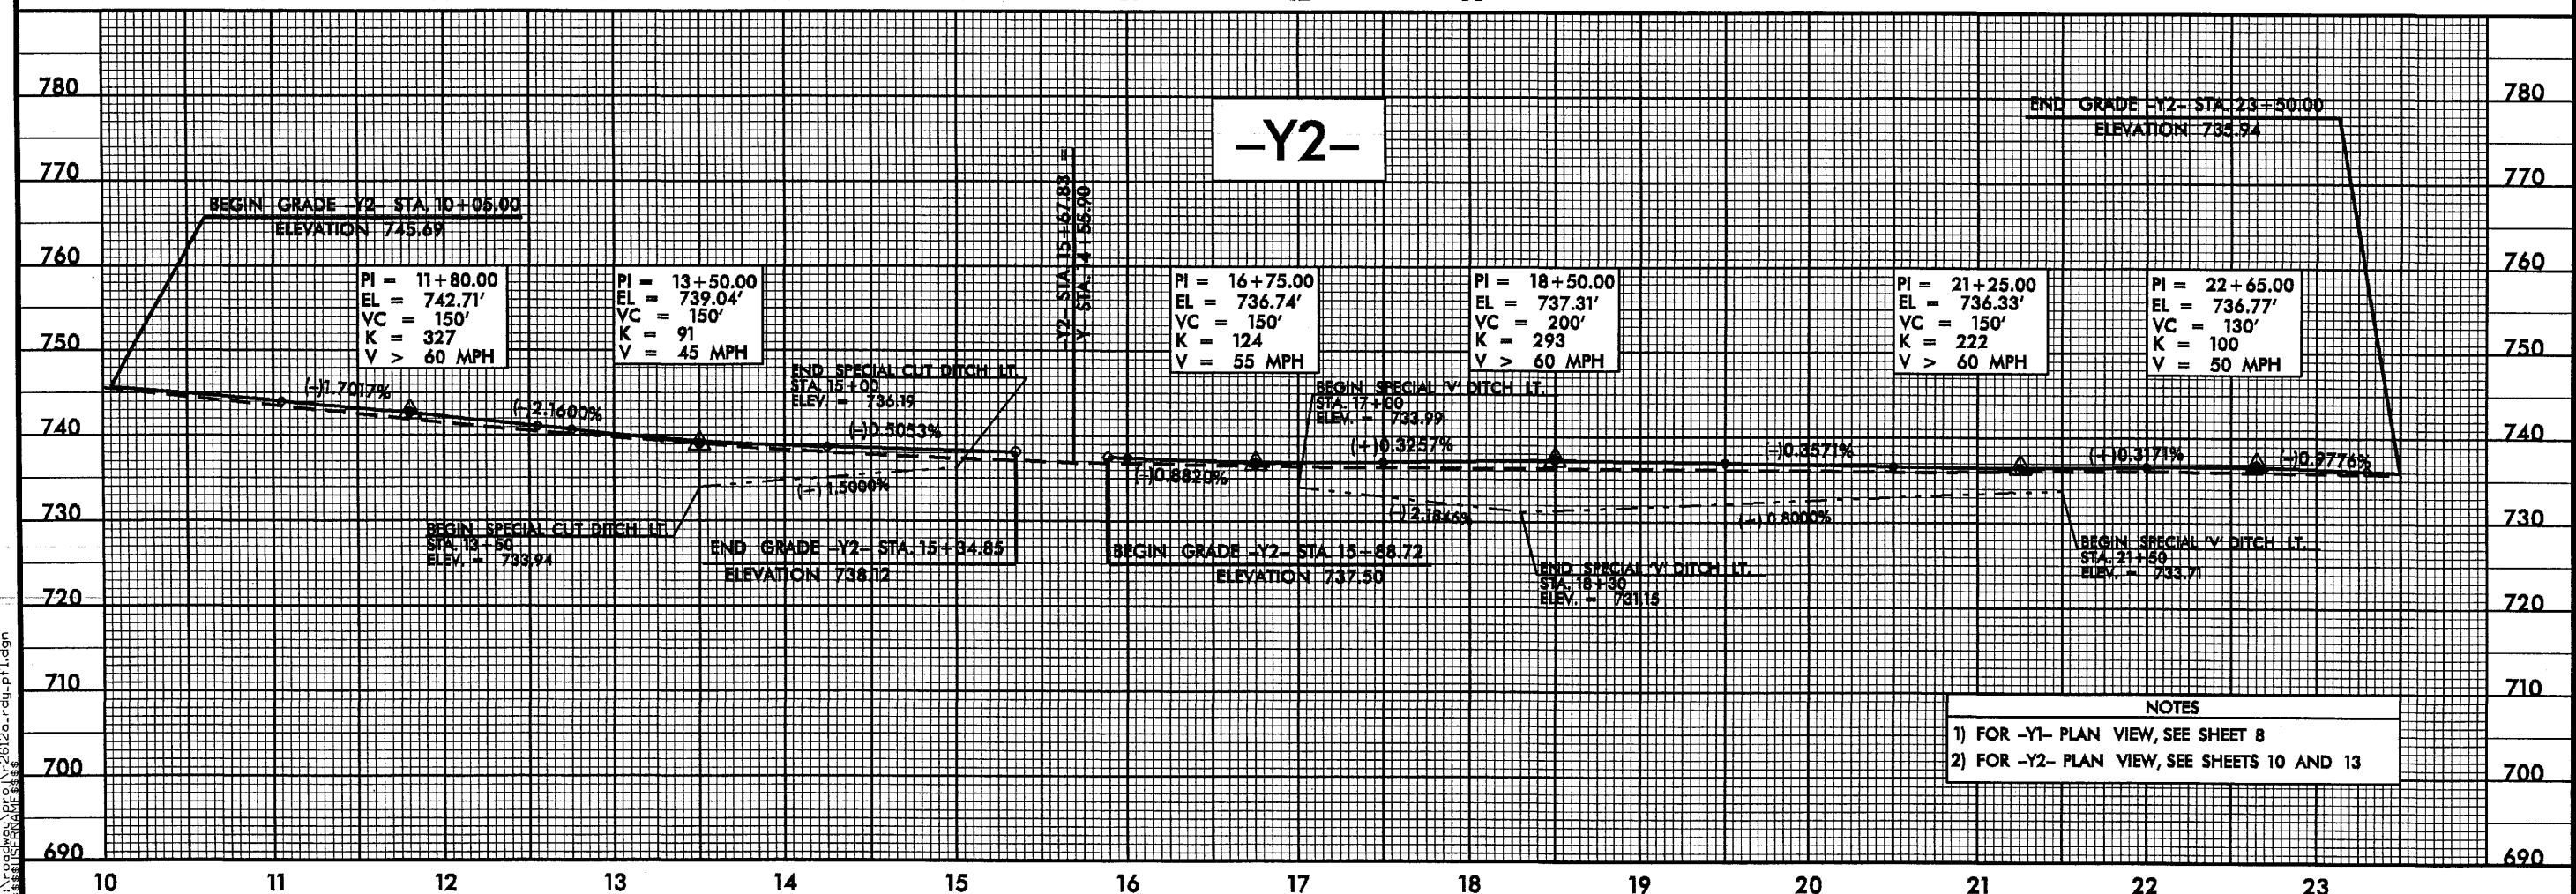 780
780
770
770
760
760
750
750
740
740
730
730
720
720
710
710
700
700
690
690
–Y2–
BEGIN GRADE –Y2– STA. 10+05.00
ELEVATION 745.69
END GRADE –Y2– STA. 23+50.00
ELEVATION 735.94
–Y2– STA. 15+67.83 =
PI = 11+80.00
EL = 742.71'
VC = 150'
K = 327
V > 60 MPH
PI = 13+50.00
EL = 739.04'
VC = 150'
K = 91
V = 45 MPH
PI = 16+75.00
EL = 736.74'
VC = 150'
K = 124
V = 55 MPH
PI = 18+50.00
EL = 737.31'
VC = 200'
K = 293
V > 60 MPH
PI = 21+25.00
EL = 736.33'
VC = 150'
K = 222
V > 60 MPH
PI = 22+65.00
EL = 736.77'
VC = 130'
K = 100
V = 50 MPH
END SPECIAL CUT DITCH LT.
STA. 15+00
ELEV. = 736.19
BEGIN SPECIAL 'V' DITCH LT.
STA. 17+00
ELEV. = 733.99
(–)1.7017%
(–)2.1600%
(–)0.5053%
(–)0.8820%
(+)0.3257%
(–)0.3571%
(+)0.3171%
(–)0.9776%
(+)1.5000%
(–)2.1846%
(+)0.8000%
BEGIN SPECIAL CUT DITCH LT.
STA. 13+50
ELEV. = 733.94
END GRADE –Y2– STA. 15+34.85
ELEVATION 738.12
BEGIN GRADE –Y2– STA. 15+88.72
ELEVATION 737.50
END SPECIAL 'V' DITCH LT.
STA. 18+30
ELEV. = 731.15
BEGIN SPECIAL 'V' DITCH LT.
STA. 21+50
ELEV. = 733.71
NOTES
1) FOR –Y1– PLAN VIEW, SEE SHEET 8
2) FOR –Y2– PLAN VIEW, SEE SHEETS 10 AND 13
10 11 12 13 14 15 16 17 18 19 20 21 22 23